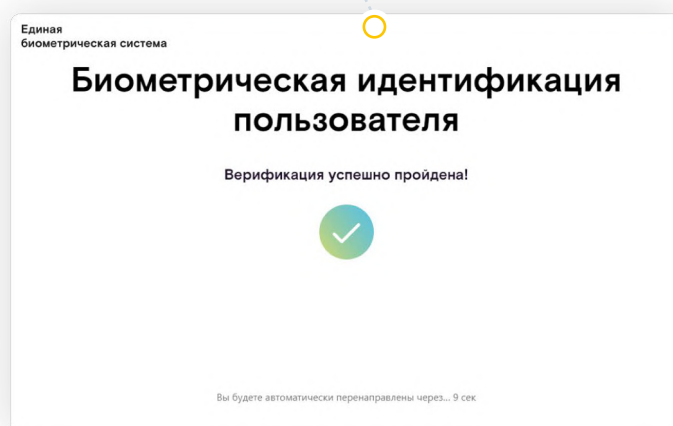 Единая
биометрическая система
Биометрическая идентификация
пользователя
Верификация успешно пройдена!
Вы будете автоматически перенаправлены через... 9 сек